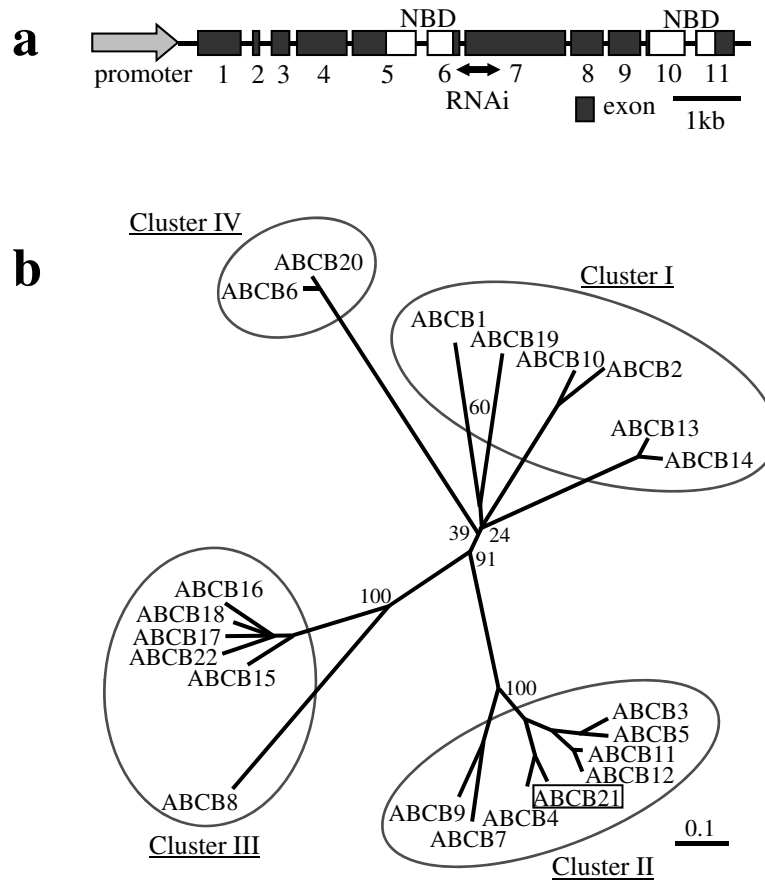 a
NBD NBD
promoter 1 2 3 4 5 6 7 8 9 10 11
RNAi
exon
1kb
b
Cluster IV
ABCB20
ABCB6
Cluster I
ABCB1
ABCB19
ABCB10
ABCB2
60
ABCB13
ABCB14
39 24
91
100
ABCB16
ABCB18
ABCB17
ABCB22
ABCB15
ABCB8
Cluster III
100
ABCB3
ABCB5
ABCB11
ABCB12
ABCB21
ABCB4
ABCB9
ABCB7
Cluster II
0.1